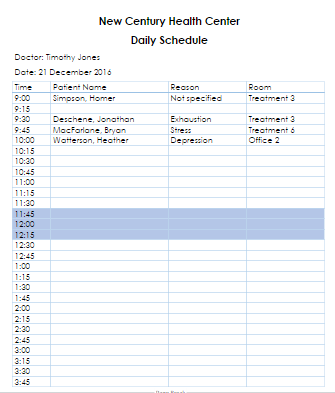 New Century Health Center
Daily Schedule
Doctor: Timothy Jones
Date: 21 December 2016
Time Patient Name Reason Room
9:00 Simpson, Homer Not specified Treatment 3
9:15
9:30 Deschene, Jonathan Exhaustion Treatment 3
9:45 MacFarlane, Bryan Stress Treatment 6
10:00 Watterson, Heather Depression Office 2
10:15
10:30
10:45
11:00
11:15
11:30
11:45
12:00
12:15
12:30
12:45
1:00
1:15
1:30
1:45
2:00
2:15
2:30
2:45
3:00
3:15
3:30
3:45